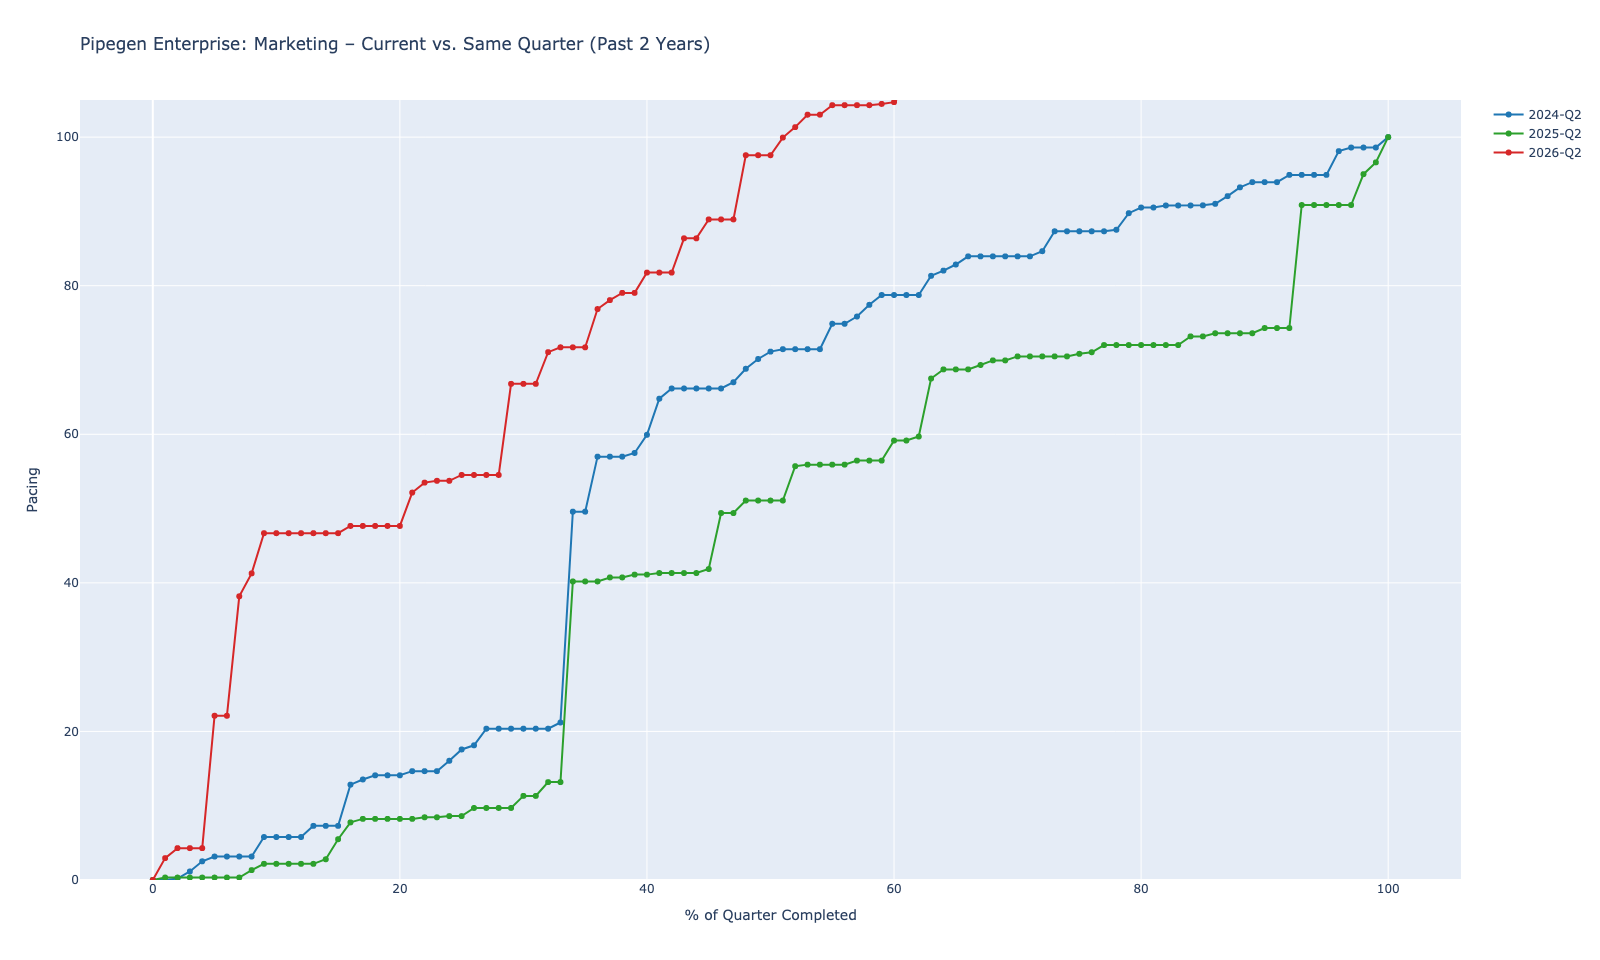 Pipegen Enterprise: Marketing – Current vs. Same Quarter (Past 2 Years)
2024-Q2
2025-Q2
2026-Q2
100
80
60
40
20
0
Pacing
0 20 40 60 80 100
% of Quarter Completed